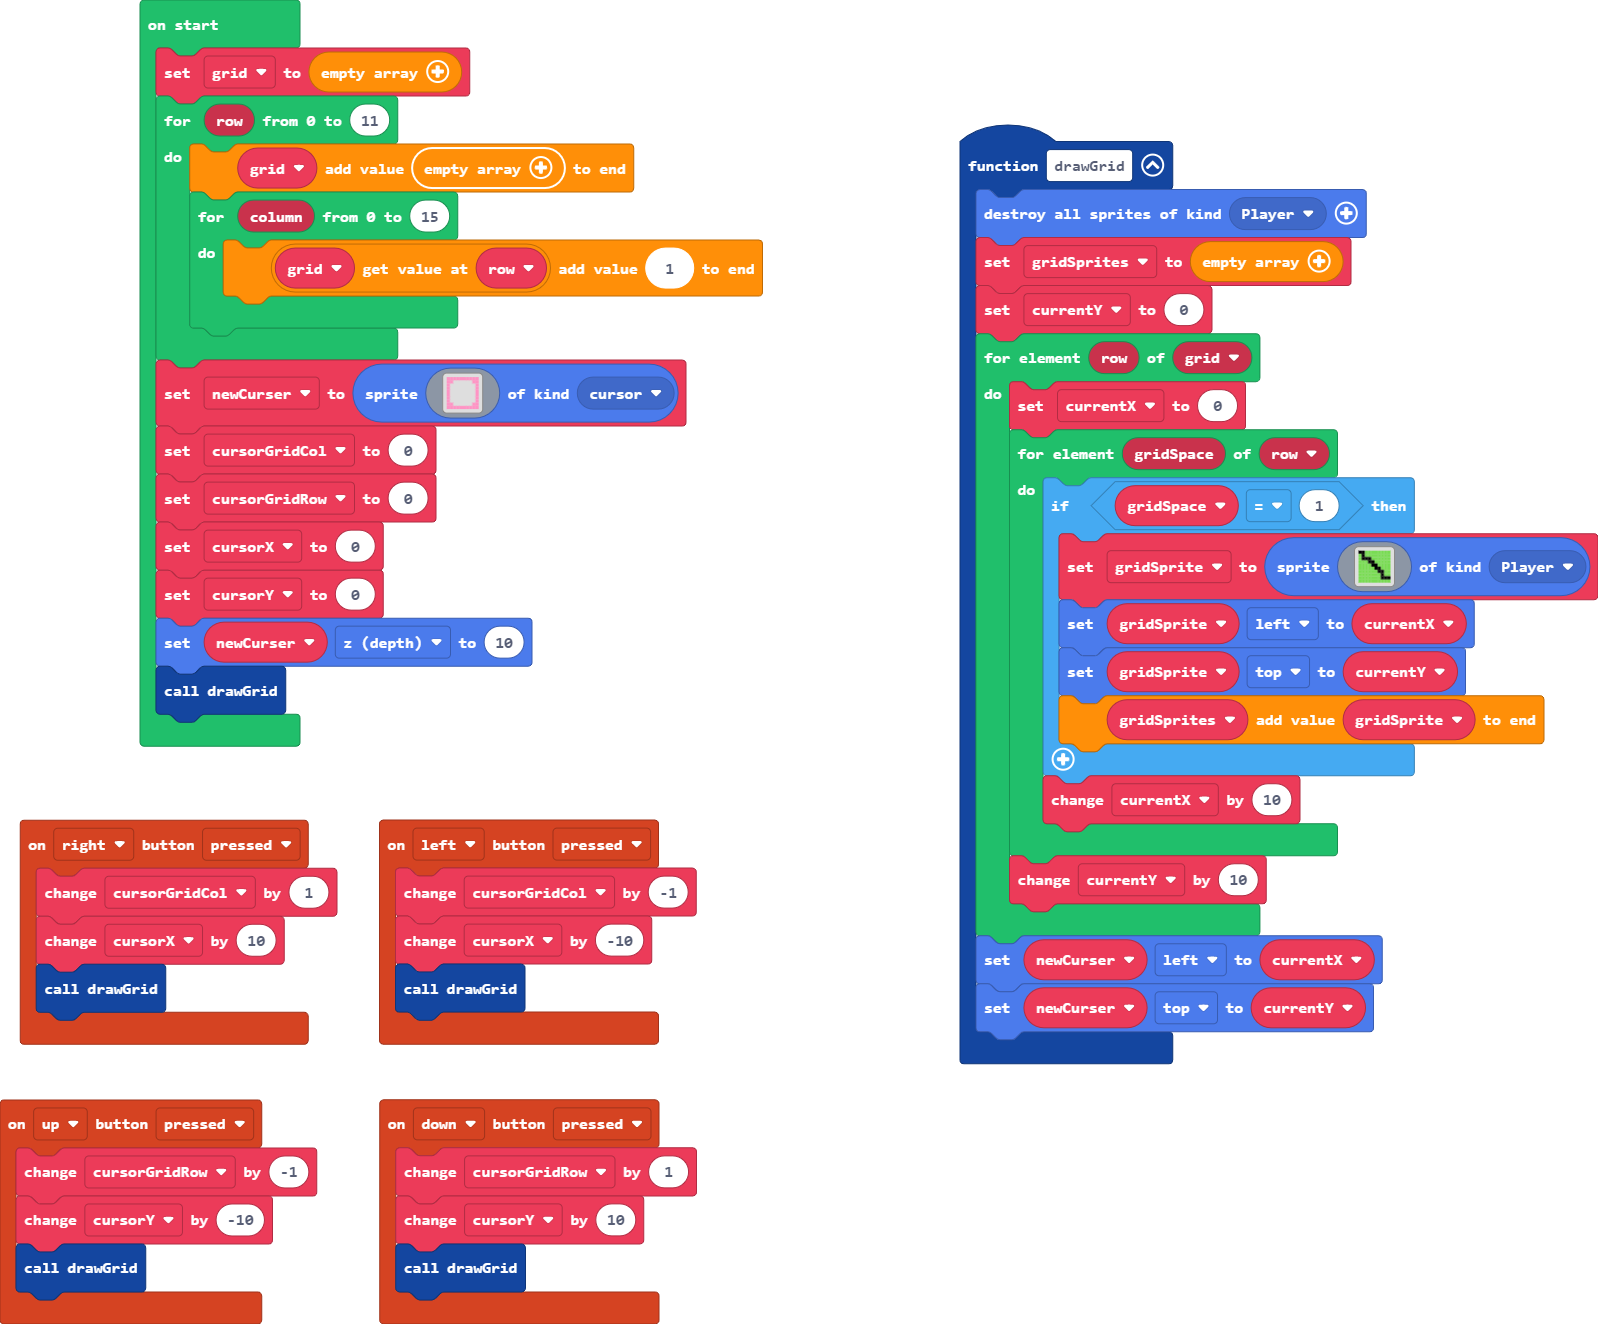 on start
set grid to empty array
for row from 0 to 11
do
grid add value empty array to end
for column from 0 to 15
do
grid get value at row add value 1 to end
set newCurser to sprite of kind cursor
set cursorGridCol to 0
set cursorGridRow to 0
set cursorX to 0
set cursorY to 0
set newCurser z (depth) to 10
call drawGrid
function drawGrid
destroy all sprites of kind Player
set gridSprites to empty array
set currentY to 0
for element row of grid
do
set currentX to 0
for element gridSpace of row
do
if gridSpace = 1 then
set gridSprite to sprite of kind Player
set gridSprite left to currentX
set gridSprite top to currentY
gridSprites add value gridSprite to end
change currentX by 10
change currentY by 10
set newCurser left to currentX
set newCurser top to currentY
on right button pressed
change cursorGridCol by 1
change cursorX by 10
call drawGrid
on left button pressed
change cursorGridCol by -1
change cursorX by -10
call drawGrid
on up button pressed
change cursorGridRow by -1
change cursorY by -10
call drawGrid
on down button pressed
change cursorGridRow by 1
change cursorY by 10
call drawGrid